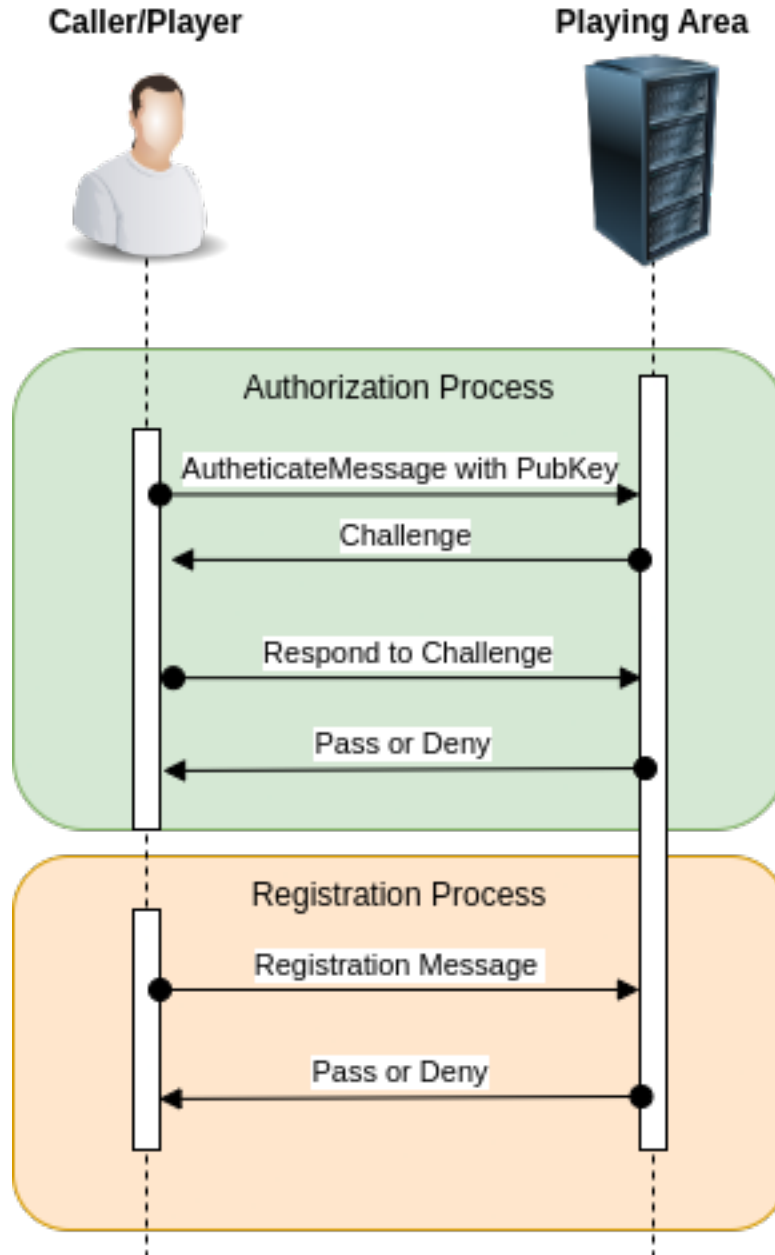 Caller/Player
Playing Area
Authorization Process
AutheticateMessage with PubKey
Challenge
Respond to Challenge
Pass or Deny
Registration Process
Registration Message
Pass or Deny